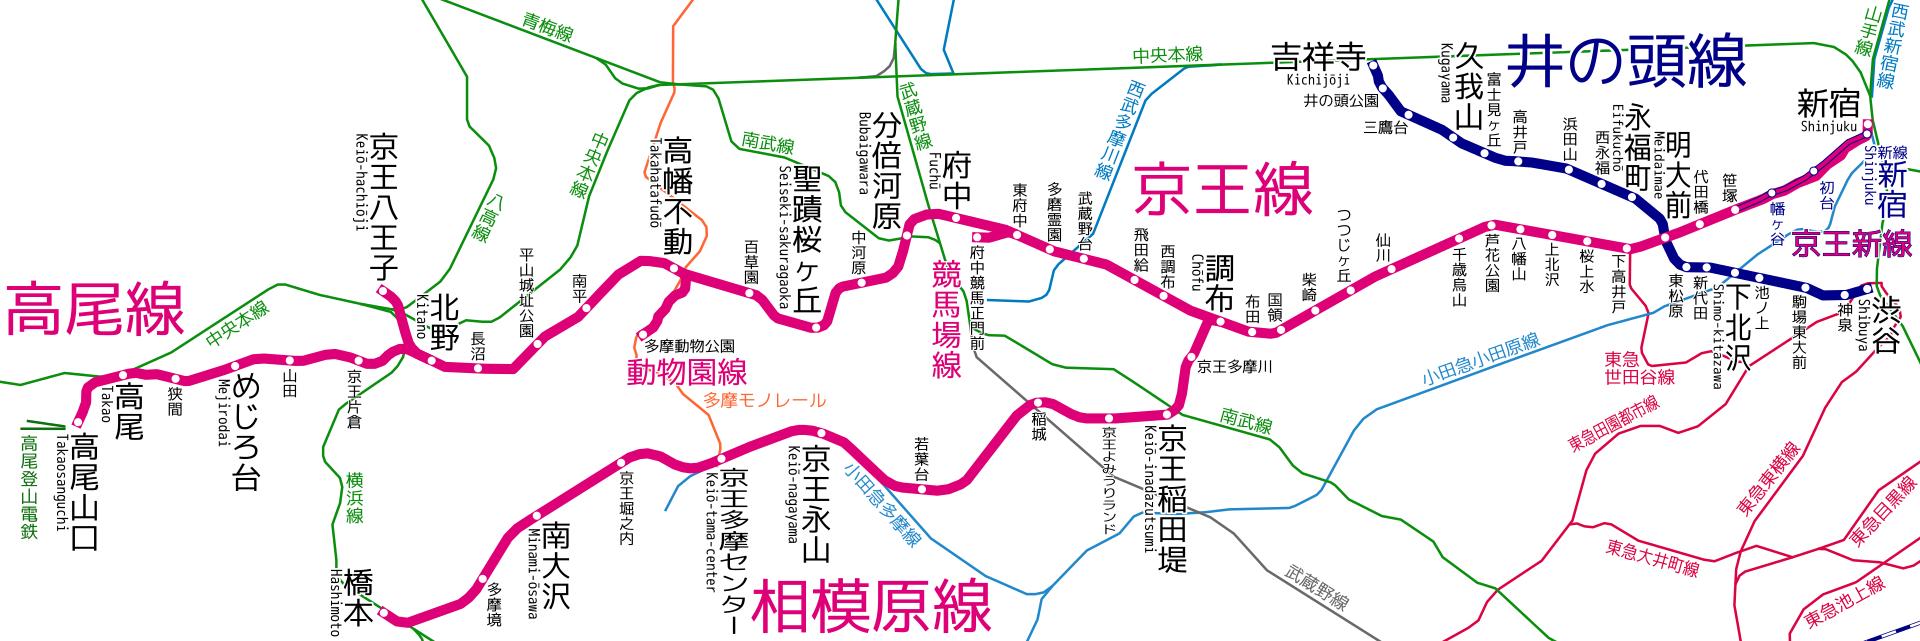 青梅線
中央本線
山手線
西武新宿線
吉祥寺
Kichijōji
井の頭公園
三鷹台
久我山
Kugayama
富士見ヶ丘
高井戸
井の頭線
浜田山
西永福
永福町
Eifukuchō
明大前
Meidaimae
新宿
Shinjuku
新線
新宿
Shinjuku
京王新線
初台
幡ヶ谷
笹塚
代田橋
下高井戸
桜上水
上北沢
八幡山
芦花公園
千歳烏山
仙川
つつじヶ丘
柴崎
国領
布田
調布
Chōfu
京王線
西調布
飛田給
武蔵野台
多磨霊園
東府中
府中
Fuchū
府中競馬正門前
競馬場線
分倍河原
Bubaigawara
中河原
聖蹟桜ヶ丘
Seiseki-sakuragaoka
百草園
高幡不動
Takahatafudō
多摩動物公園
動物園線
南平
平山城址公園
長沼
北野
Kitano
京王八王子
Keiō-hachiōji
京王片倉
山田
めじろ台
Mejirodai
狭間
高尾
Takao
高尾山口
Takaosanguchi
高尾線
高尾登山電鉄
中央本線
八高線
中央本線
南武線
武蔵野線
西武多摩川線
横浜線
多摩モノレール
京王多摩川
京王稲田堤
Keiō-inadazutsumi
京王よみうりランド
稲城
若葉台
京王永山
Keiō-nagayama
京王多摩センター
Keiō-tama-center
京王堀之内
南大沢
Minami-ōsawa
多摩境
橋本
Hashimoto
相模原線
小田急多摩線
武蔵野線
南武線
小田急小田原線
東急
世田谷線
東松原
新代田
下北沢
Shimo-kitazawa
池ノ上
駒場東大前
神泉
渋谷
Shibuya
東急田園都市線
東急東横線
東急目黒線
東急大井町線
東急池上線